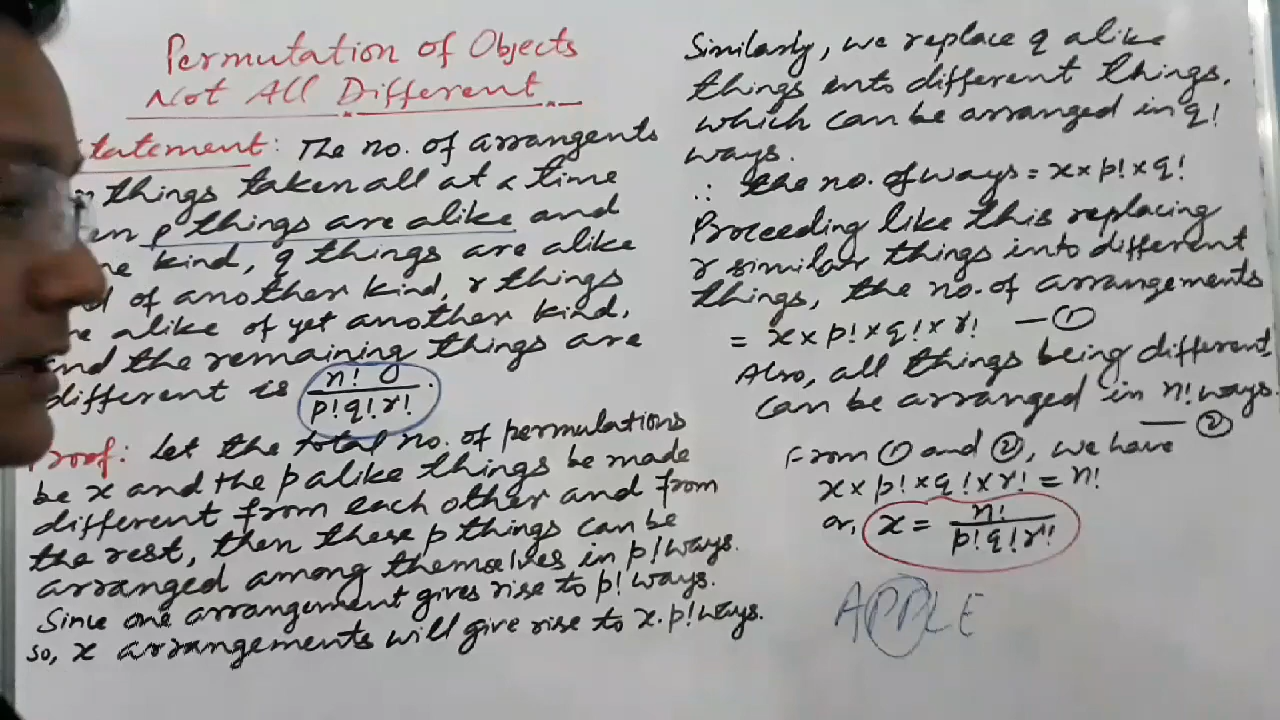 Permutation of Objects
Not All Different
tatement: The no. of arrangents
things taken all at a time
en p things are alike and
ne kind, q things are alike
of another kind, r things
e alike of yet another kind,
nd the remaining things are
different is n!/p!q!r!.
Proof: Let the total no. of permulations
be x and the p alike things be made
different from each other and from
the rest, then these p things can be
arranged among themselves in p! ways.
Since one arrangement gives rise to p! ways.
so, x arrangements will give rise to x.p! ways.
Similarly, we replace q alike
things into different things,
which can be arranged in q!
ways.
∴ the no. of ways = x × p! × q!
Proceeding like this replacing
r similar things into different
things, the no. of arrangements
= x × p! × q! × r! — ①
Also, all things being different,
can be arranged in n! ways.
— ②
From ① and ②, we have
x × p! × q! × r! = n!
or, x = n!/p!q!r!
APPLE